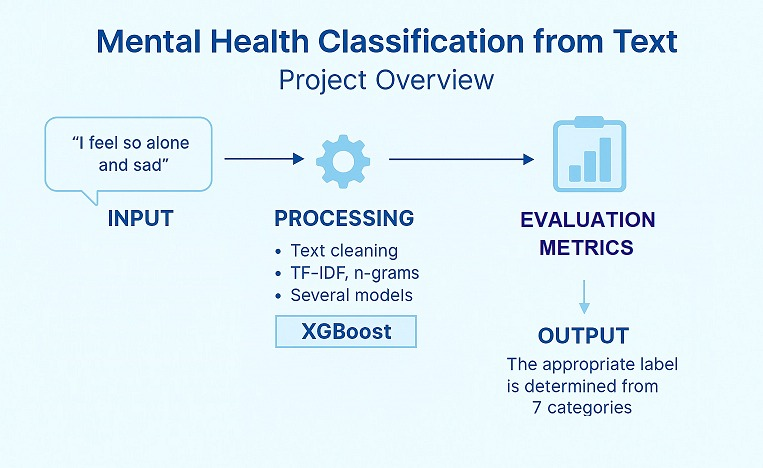 Mental Health Classification from Text
Project Overview
“I feel so alone
and sad”
INPUT
PROCESSING
• Text cleaning
• TF-IDF, n-grams
• Several models
XGBoost
EVALUATION
METRICS
OUTPUT
The appropriate label
is determined from
7 categories